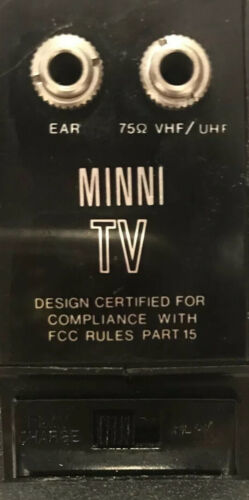 EAR 75Ω VHF/UHF
MINNI
TV
DESIGN CERTIFIED FOR
COMPLIANCE WITH
FCC RULES PART 15
CHARGE